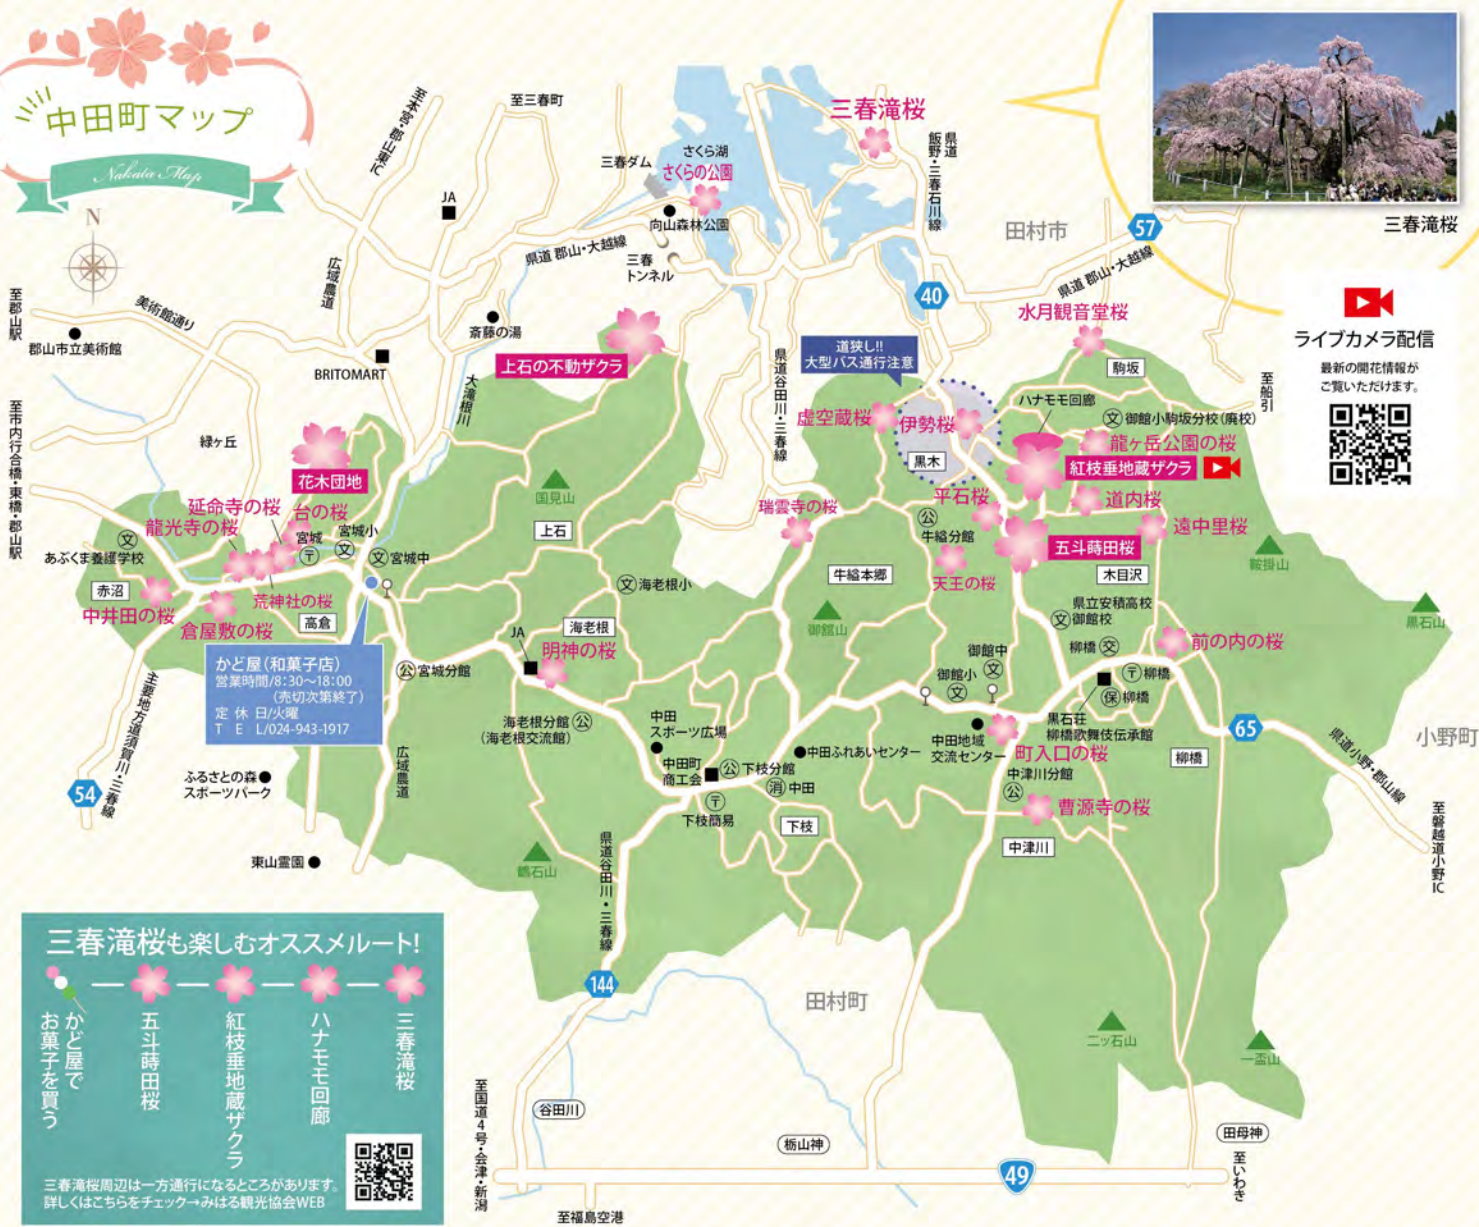 中田町マップ
Nakata Map
N
三春滝桜
至本宮・郡山東IC
至三春町
三春ダム
さくら湖
さくらの公園
三春滝桜
県道
飯野・三春石川線
JA
向山森林公園
県道 郡山・大越線
三春
トンネル
田村市
57
県道 郡山・大越線
40
広域農道
至郡山駅
美術館通り
郡山市立美術館
斎藤の湯
BRITOMART
大滝根川
上石の不動ザクラ
県道谷田川・三春線
道狭し!!
大型バス通行注意
水月観音堂桜
駒坂
至船引
ライブカメラ配信
最新の開花情報が
ご覧いただけます。
ハナモモ回廊
文 御館小駒坂分校(廃校)
虚空蔵桜
伊勢桜
黒木
龍ヶ岳公園の桜
紅枝垂地蔵ザクラ
至市内行合橋・東橋・郡山駅
緑ヶ丘
花木団地
国見山
延命寺の桜
台の桜
龍光寺の桜
宮城
〒
宮城小
文
文 宮城中
上石
瑞雲寺の桜
平石桜
道内桜
公
牛縊分館
遠中里桜
五斗蒔田桜
鞍掛山
文
あぶくま養護学校
赤沼
中井田の桜
倉屋敷の桜
荒神社の桜
高倉
文 海老根小
牛縊本郷
天王の桜
木目沢
御館山
県立安積高校
文 御館校
黒石山
海老根
JA
明神の桜
かど屋(和菓子店)
営業時間/8:30～18:00
(売切次第終了)
定 休 日/火曜
T E L/024-943-1917
公 宮城分館
御館中
文
御館小
文
柳橋 交
前の内の桜
〒 柳橋
保 柳橋
黒石荘
柳橋歌舞伎伝承館
海老根分館 公
(海老根交流館)
中田
スポーツ広場
中田町
商工会
公 下枝分館
中田ふれあいセンター
中田地域
交流センター
町入口の桜
柳橋
65
小野町
県道小野・郡山線
主要地方道須賀川・三春線
54
広域農道
ふるさとの森
スポーツパーク
〒
下枝簡易
消 中田
下枝
中津川分館
公
曹源寺の桜
中津川
至磐越道小野IC
東山霊園
鶴石山
県道谷田川・三春線
144
田村町
二ッ石山
一盃山
三春滝桜も楽しむオススメルート!
かど屋で
お菓子を買う
五斗蒔田桜
紅枝垂地蔵ザクラ
ハナモモ回廊
三春滝桜
三春滝桜周辺は一方通行になるところがあります。
詳しくはこちらをチェック→みはる観光協会WEB
至国道4号・会津・新潟
谷田川
栃山神
田母神
49
至いわき
至福島空港